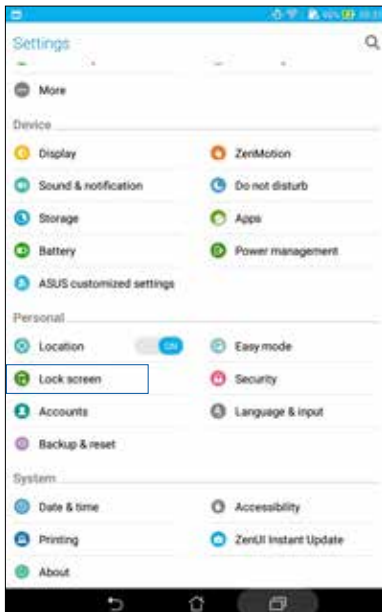 Settings
More
Device
Display
ZenMotion
Sound & notification
Do not disturb
Storage
Apps
Battery
Power management
ASUS customized settings
Personal
Location ON
Easy mode
Lock screen
Security
Accounts
Language & input
Backup & reset
System
Date & time
Accessibility
Printing
ZenUI Instant Update
About